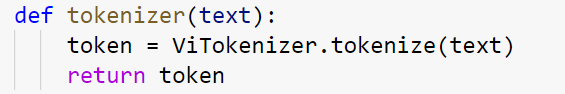 def tokenizer(text):
    token = ViTokenizer.tokenize(text)
    return token